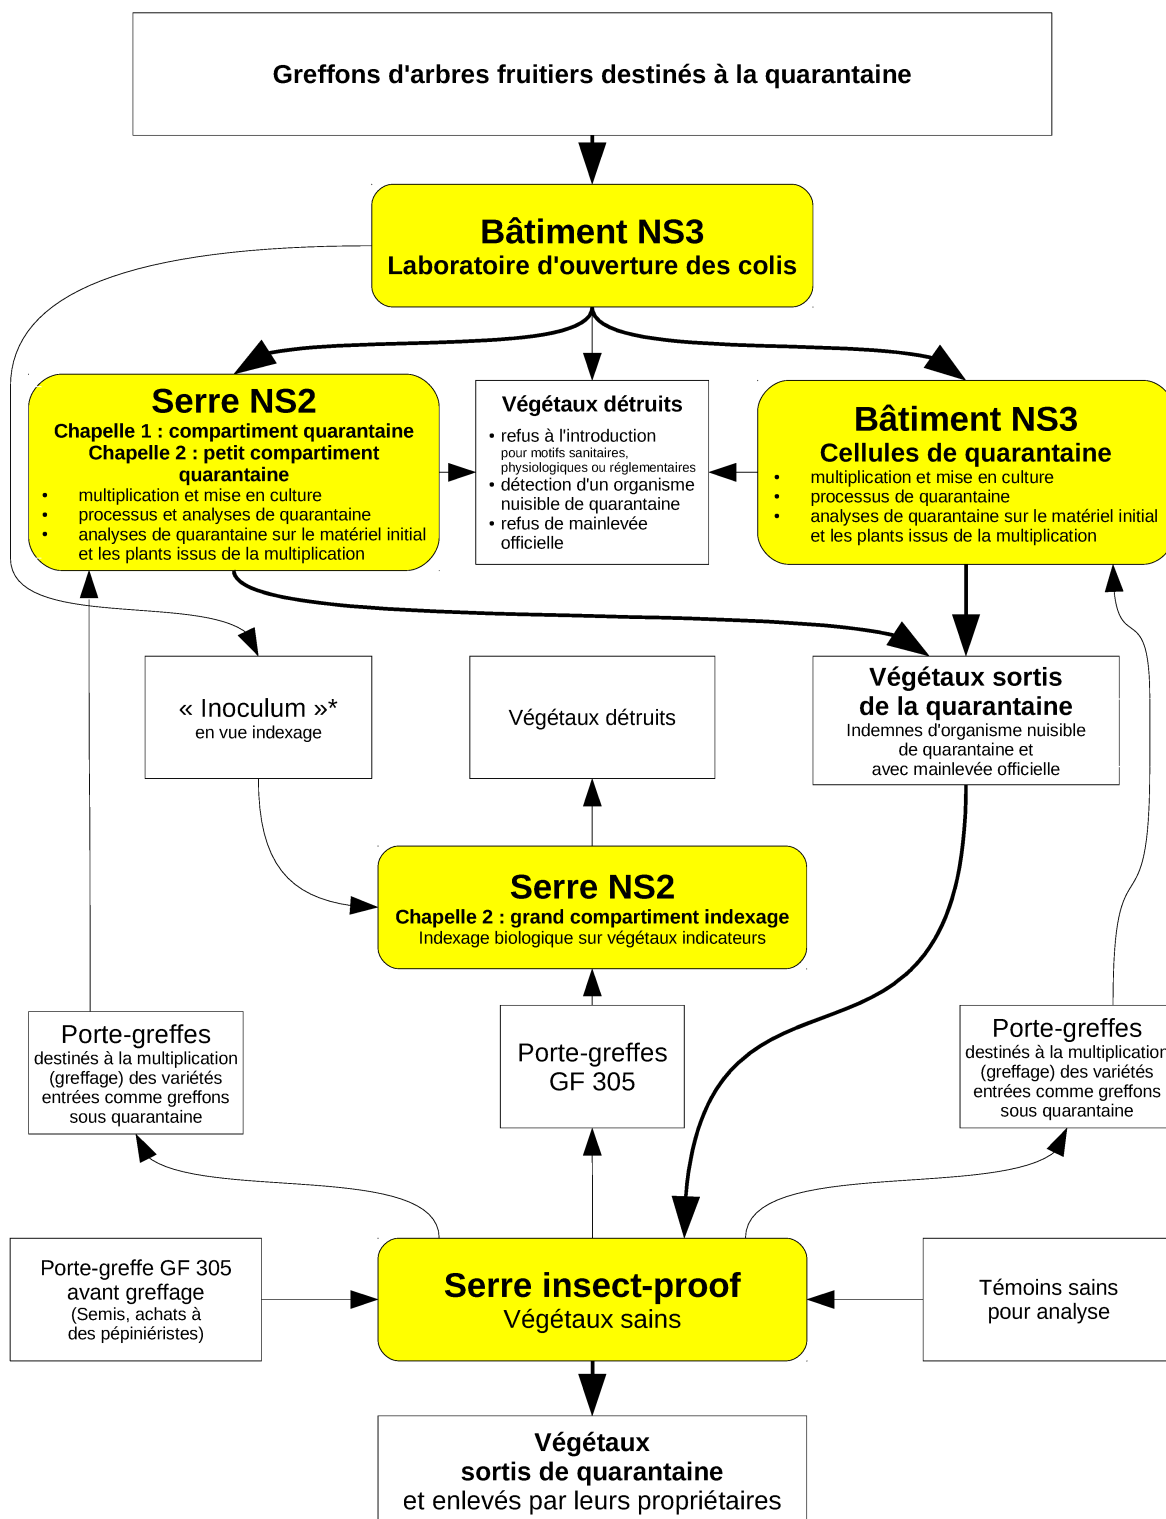 Greffons d'arbres fruitiers destinés à la quarantaine
Bâtiment NS3
Laboratoire d'ouverture des colis
Serre NS2
Chapelle 1 : compartiment quarantaine
Chapelle 2 : petit compartiment
quarantaine
• multiplication et mise en culture
• processus et analyses de quarantaine
• analyses de quarantaine sur le matériel initial
et les plants issus de la multiplication
Végétaux détruits
• refus à l'introduction
pour motifs sanitaires,
physiologiques ou réglementaires
• détection d'un organisme
nuisible de quarantaine
• refus de mainlevée
officielle
Bâtiment NS3
Cellules de quarantaine
• multiplication et mise en culture
• processus de quarantaine
• analyses de quarantaine sur le matériel initial
et les plants issus de la multiplication
« Inoculum »*
en vue indexage
Végétaux détruits
Végétaux sortis
de la quarantaine
Indemnes d'organisme nuisible
de quarantaine et
avec mainlevée officielle
Serre NS2
Chapelle 2 : grand compartiment indexage
Indexage biologique sur végétaux indicateurs
Porte-greffes
destinés à la multiplication
(greffage) des variétés
entrées comme greffons
sous quarantaine
Porte-greffes
GF 305
Porte-greffes
destinés à la multiplication
(greffage) des variétés
entrées comme greffons
sous quarantaine
Porte-greffe GF 305
avant greffage
(Semis, achats à
des pépiniéristes)
Serre insect-proof
Végétaux sains
Témoins sains
pour analyse
Végétaux
sortis de quarantaine
et enlevés par leurs propriétaires